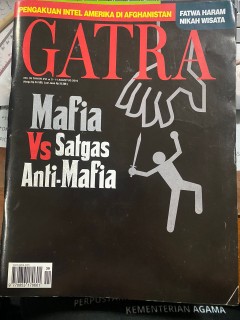 PENGAKUAN INTEL AMERIKA DI AFGHANISTAN
FATWA HARAM
NIKAH WISATA
GATRA
Mafia
Vs Satgas
Anti-Mafia
KEMENTERIAN AGAMA